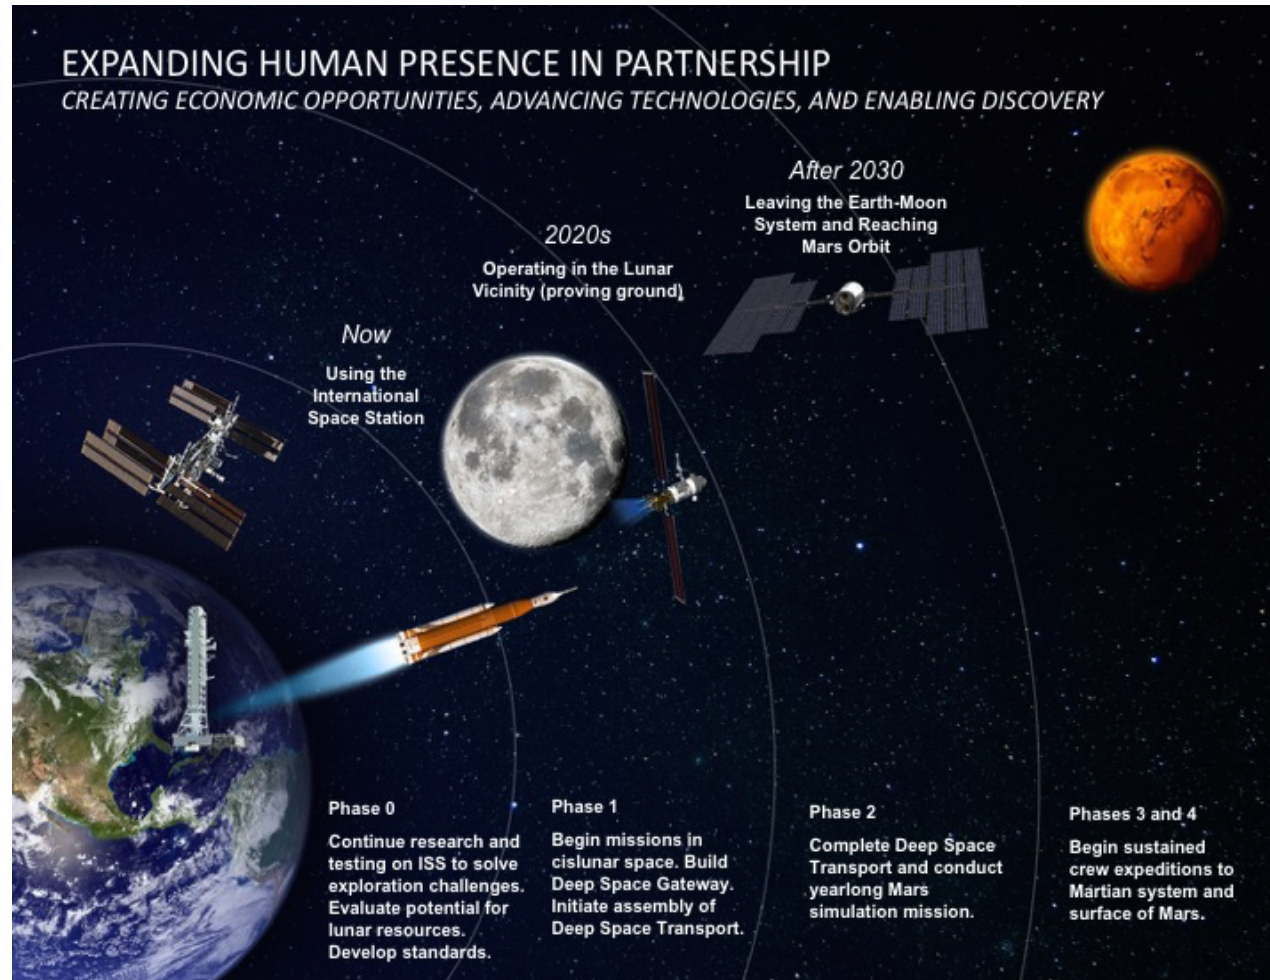 EXPANDING HUMAN PRESENCE IN PARTNERSHIP
CREATING ECONOMIC OPPORTUNITIES, ADVANCING TECHNOLOGIES, AND ENABLING DISCOVERY
After 2030
Leaving the Earth-Moon
System and Reaching
Mars Orbit
2020s
Operating in the Lunar
Vicinity (proving ground)
Now
Using the
International
Space Station
Phase 0
Continue research and
testing on ISS to solve
exploration challenges.
Evaluate potential for
lunar resources.
Develop standards.
Phase 1
Begin missions in
cislunar space. Build
Deep Space Gateway.
Initiate assembly of
Deep Space Transport.
Phase 2
Complete Deep Space
Transport and conduct
yearlong Mars
simulation mission.
Phases 3 and 4
Begin sustained
crew expeditions to
Martian system and
surface of Mars.